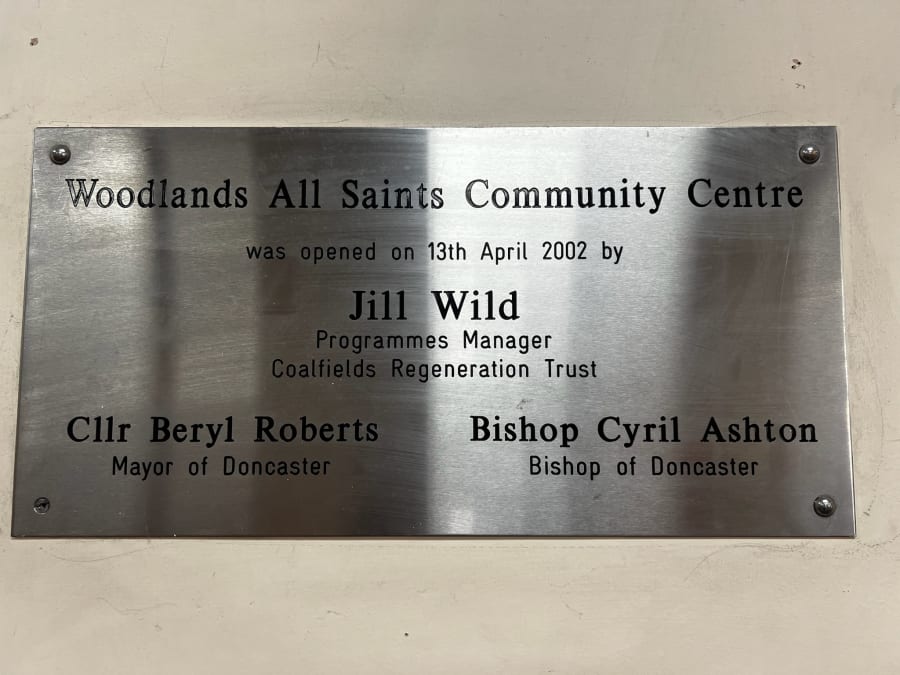 Woodlands All Saints Community Centre
was opened on 13th April 2002 by
Jill Wild
Programmes Manager
Coalfields Regeneration Trust
Cllr Beryl Roberts
Mayor of Doncaster
Bishop Cyril Ashton
Bishop of Doncaster